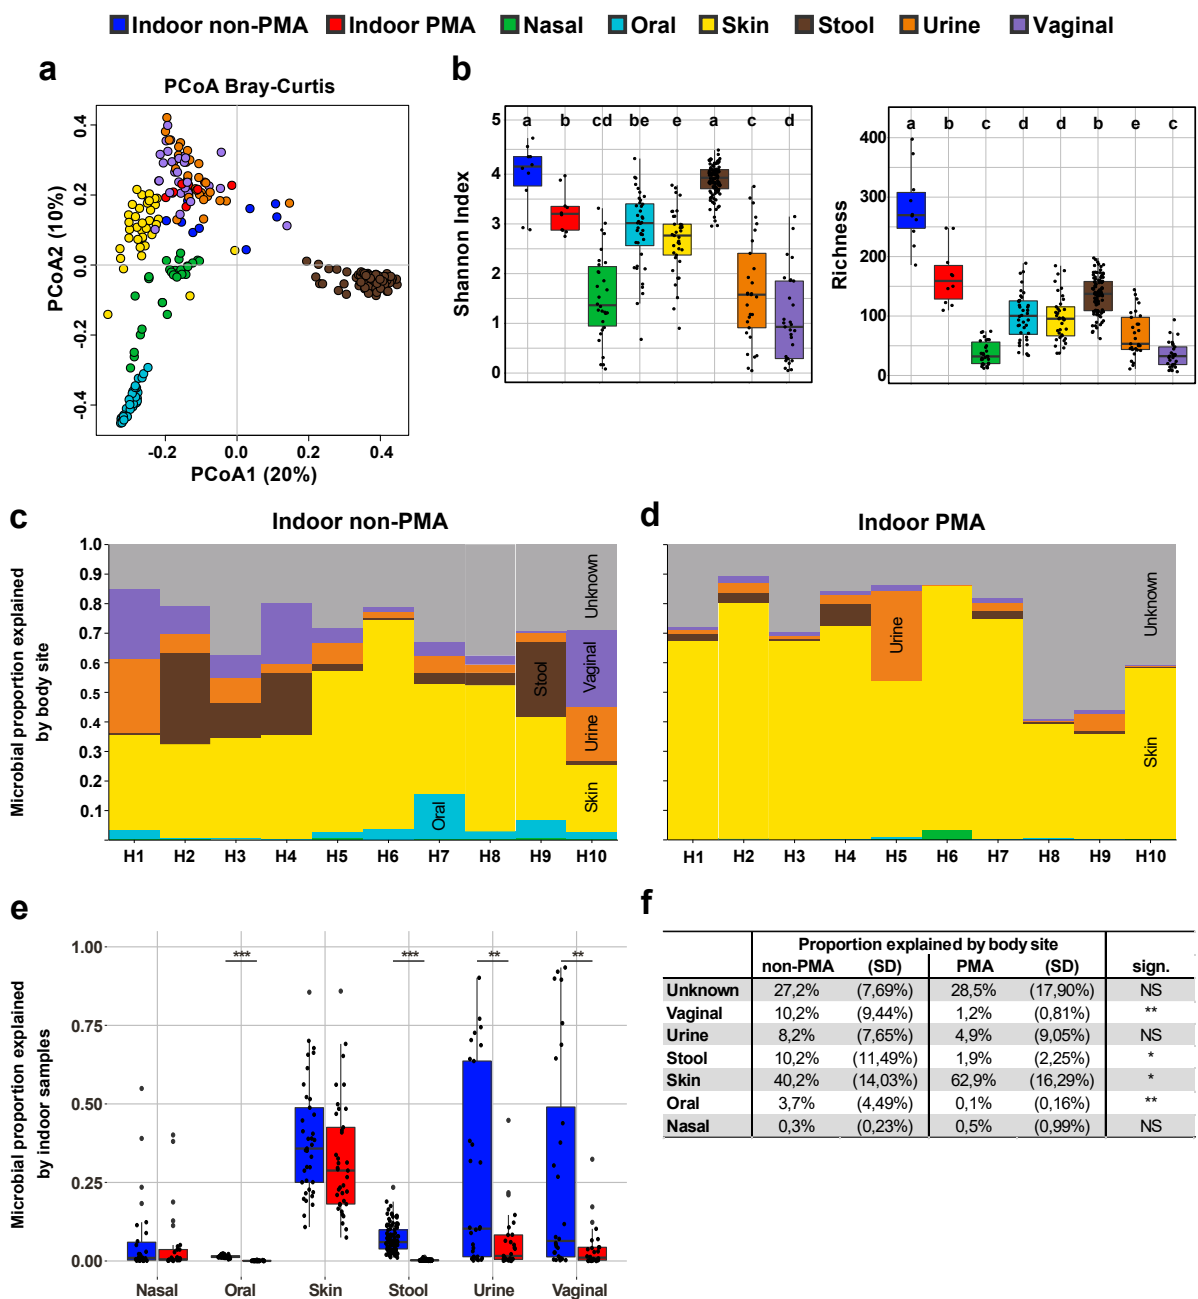 Indoor non-PMA Indoor PMA Nasal Oral Skin Stool Urine Vaginal
a
PCoA Bray-Curtis
0.4
0.2
0.0
-0.2
-0.4
PCoA2 (10%)
-0.2 0.0 0.2 0.4
PCoA1 (20%)
b
a b cd be e a c d
5
4
3
2
1
0
Shannon Index
a b c d d b e c
400
300
200
100
0
Richness
c
Indoor non-PMA
1.0
0.9
0.8
0.7
0.6
0.5
0.4
0.3
0.2
0.1
Microbial proportion explained
by body site
Unknown
Vaginal
Stool
Urine
Skin
Oral
H1 H2 H3 H4 H5 H6 H7 H8 H9 H10
d
Indoor PMA
Unknown
Urine
Skin
H1 H2 H3 H4 H5 H6 H7 H8 H9 H10
e
1.00
0.75
0.50
0.25
0.00
Microbial proportion explained
by indoor samples
*** *** ** **
Nasal Oral Skin Stool Urine Vaginal
f
Proportion explained by body site
non-PMA (SD) PMA (SD) sign.
Unknown 27,2% (7,69%) 28,5% (17,90%) NS
Vaginal 10,2% (9,44%) 1,2% (0,81%) **
Urine 8,2% (7,65%) 4,9% (9,05%) NS
Stool 10,2% (11,49%) 1,9% (2,25%) *
Skin 40,2% (14,03%) 62,9% (16,29%) *
Oral 3,7% (4,49%) 0,1% (0,16%) **
Nasal 0,3% (0,23%) 0,5% (0,99%) NS